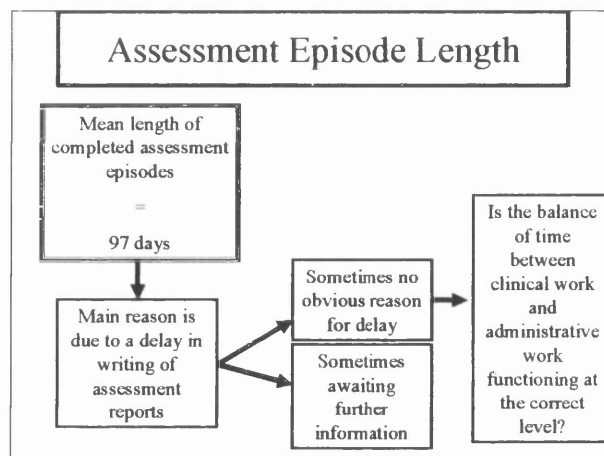 Assessment Episode Length
Mean length of
completed assessment
episodes
=
97 days
Main reason is
due to a delay in
writing of
assessment
reports
Sometimes no
obvious reason
for delay
Sometimes
awaiting
further
information
Is the balance
of time
between
clinical work
and
administrative
work
functioning at
the correct
level?